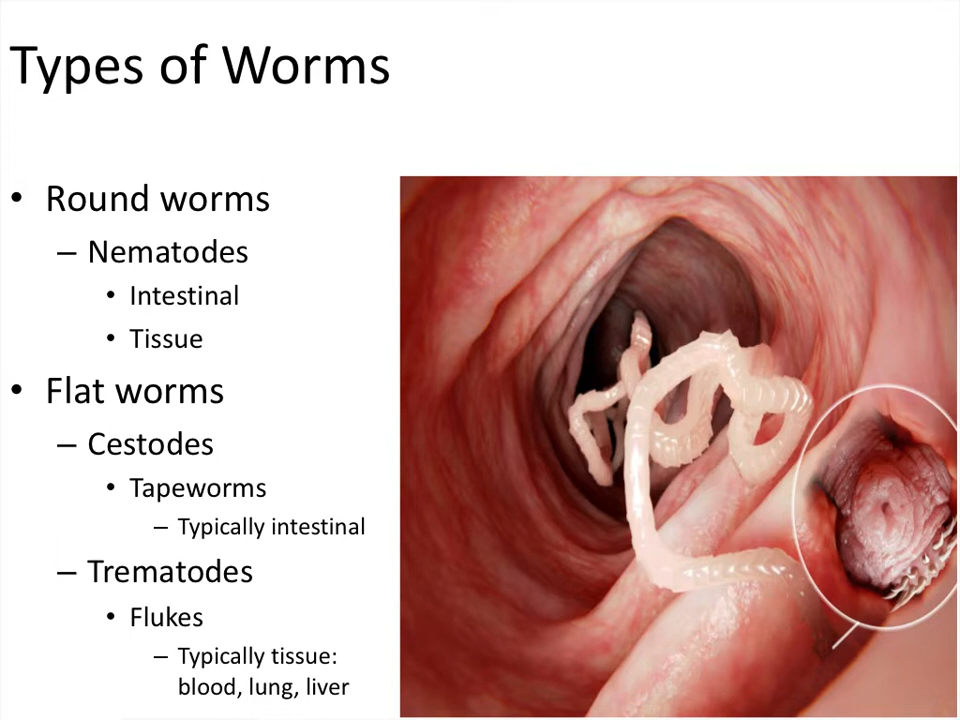 Types of Worms
• Round worms
– Nematodes
• Intestinal
• Tissue
• Flat worms
– Cestodes
• Tapeworms
– Typically intestinal
– Trematodes
• Flukes
– Typically tissue:
blood, lung, liver